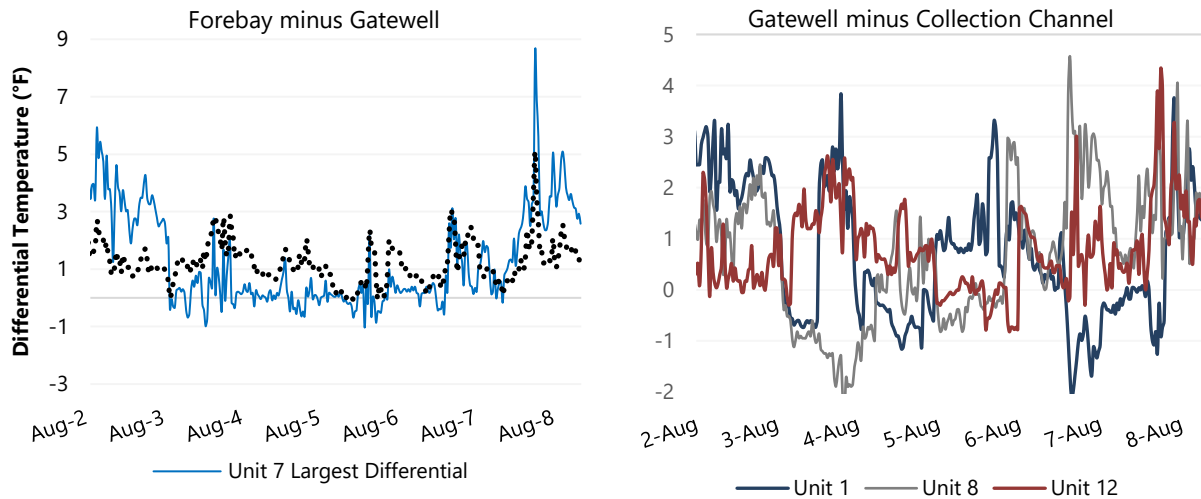 Forebay minus Gatewell
Differential Temperature (°F)
9
7
5
3
1
-1
-3
Aug-2
Aug-3
Aug-4
Aug-5
Aug-6
Aug-7
Aug-8
Unit 7 Largest Differential
Gatewell minus Collection Channel
5
4
3
2
1
0
-1
-2
2-Aug
3-Aug
4-Aug
5-Aug
6-Aug
7-Aug
8-Aug
Unit 1
Unit 8
Unit 12